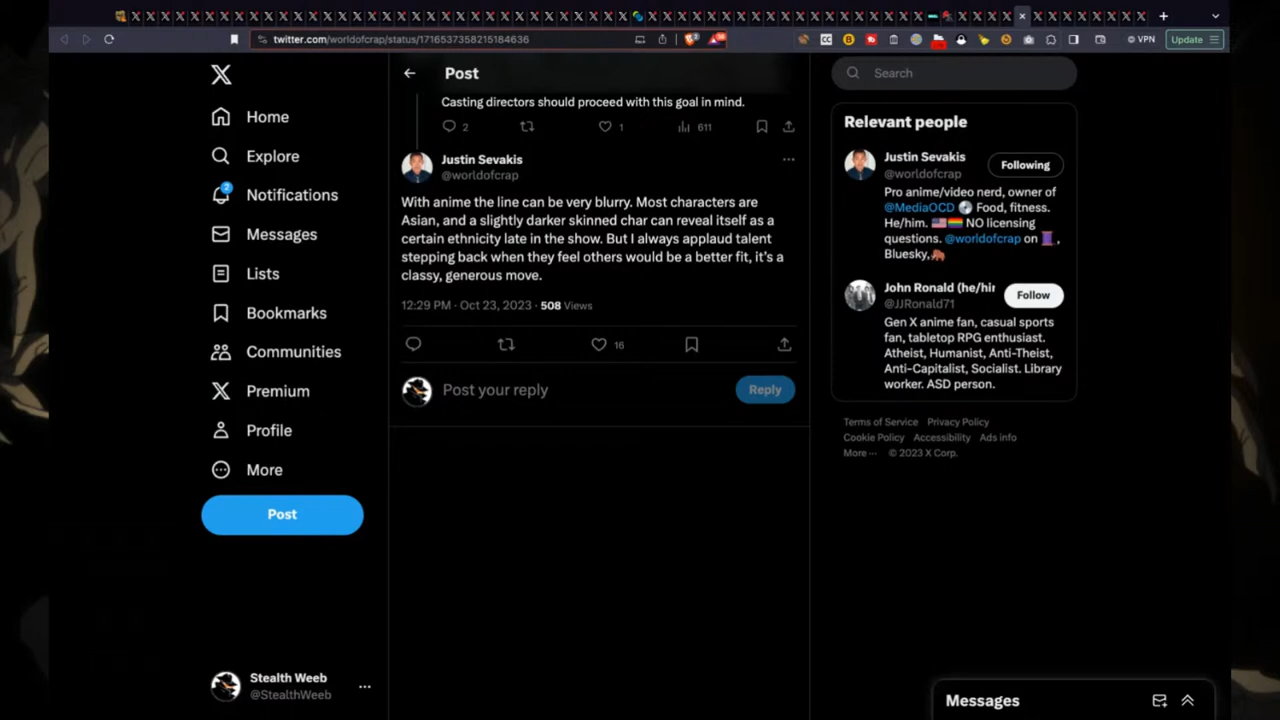 twitter.com/worldofcrap/status/1716537358215184636
VPN
Update
Post
Search
Home
Explore
2
Notifications
Messages
Lists
Bookmarks
Communities
Premium
Profile
More
Post
Stealth Weeb
@StealthWeeb
Casting directors should proceed with this goal in mind.
2
1
611
Justin Sevakis
@worldofcrap
With anime the line can be very blurry. Most characters are
Asian, and a slightly darker skinned char can reveal itself as a
certain ethnicity late in the show. But I always applaud talent
stepping back when they feel others would be a better fit, it's a
classy, generous move.
12:29 PM · Oct 23, 2023 · 508 Views
16
Post your reply
Reply
Relevant people
Justin Sevakis
@worldofcrap
Following
Pro anime/video nerd, owner of
@MediaOCD Food, fitness.
He/him. NO licensing
questions. @worldofcrap on ,
Bluesky,
John Ronald (he/hir
@JJRonald71
Follow
Gen X anime fan, casual sports
fan, tabletop RPG enthusiast.
Atheist, Humanist, Anti-Theist,
Anti-Capitalist, Socialist. Library
worker. ASD person.
Terms of Service Privacy Policy
Cookie Policy Accessibility Ads info
More ··· © 2023 X Corp.
Messages